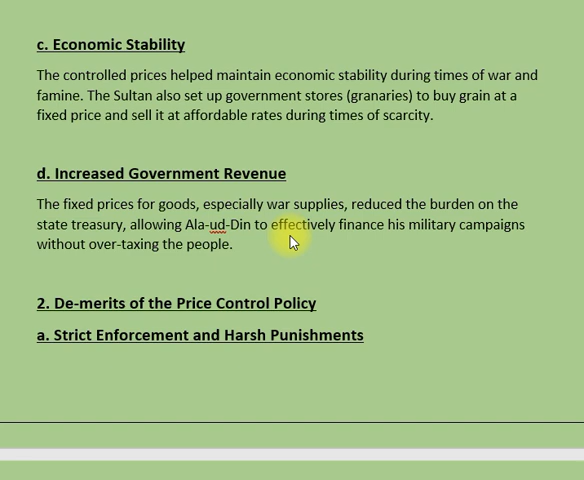 c. Economic Stability
The controlled prices helped maintain economic stability during times of war and
famine. The Sultan also set up government stores (granaries) to buy grain at a
fixed price and sell it at affordable rates during times of scarcity.
d. Increased Government Revenue
The fixed prices for goods, especially war supplies, reduced the burden on the
state treasury, allowing Ala-ud-Din to effectively finance his military campaigns
without over-taxing the people.
2. De-merits of the Price Control Policy
a. Strict Enforcement and Harsh Punishments